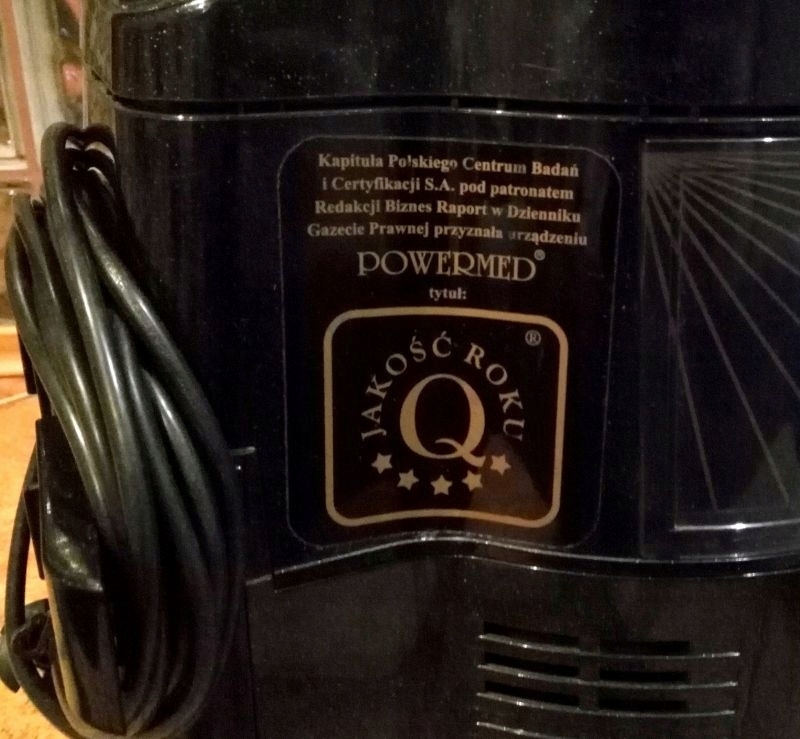 Kapituła Polskiego Centrum Badań
i Certyfikacji S.A. pod patronatem
Redakcji Biznes Raport w Dzienniku
Gazecie Prawnej przyznała urządzeniu
POWERMED®
tytuł:
®
JAKOŚĆ ROKU
Q